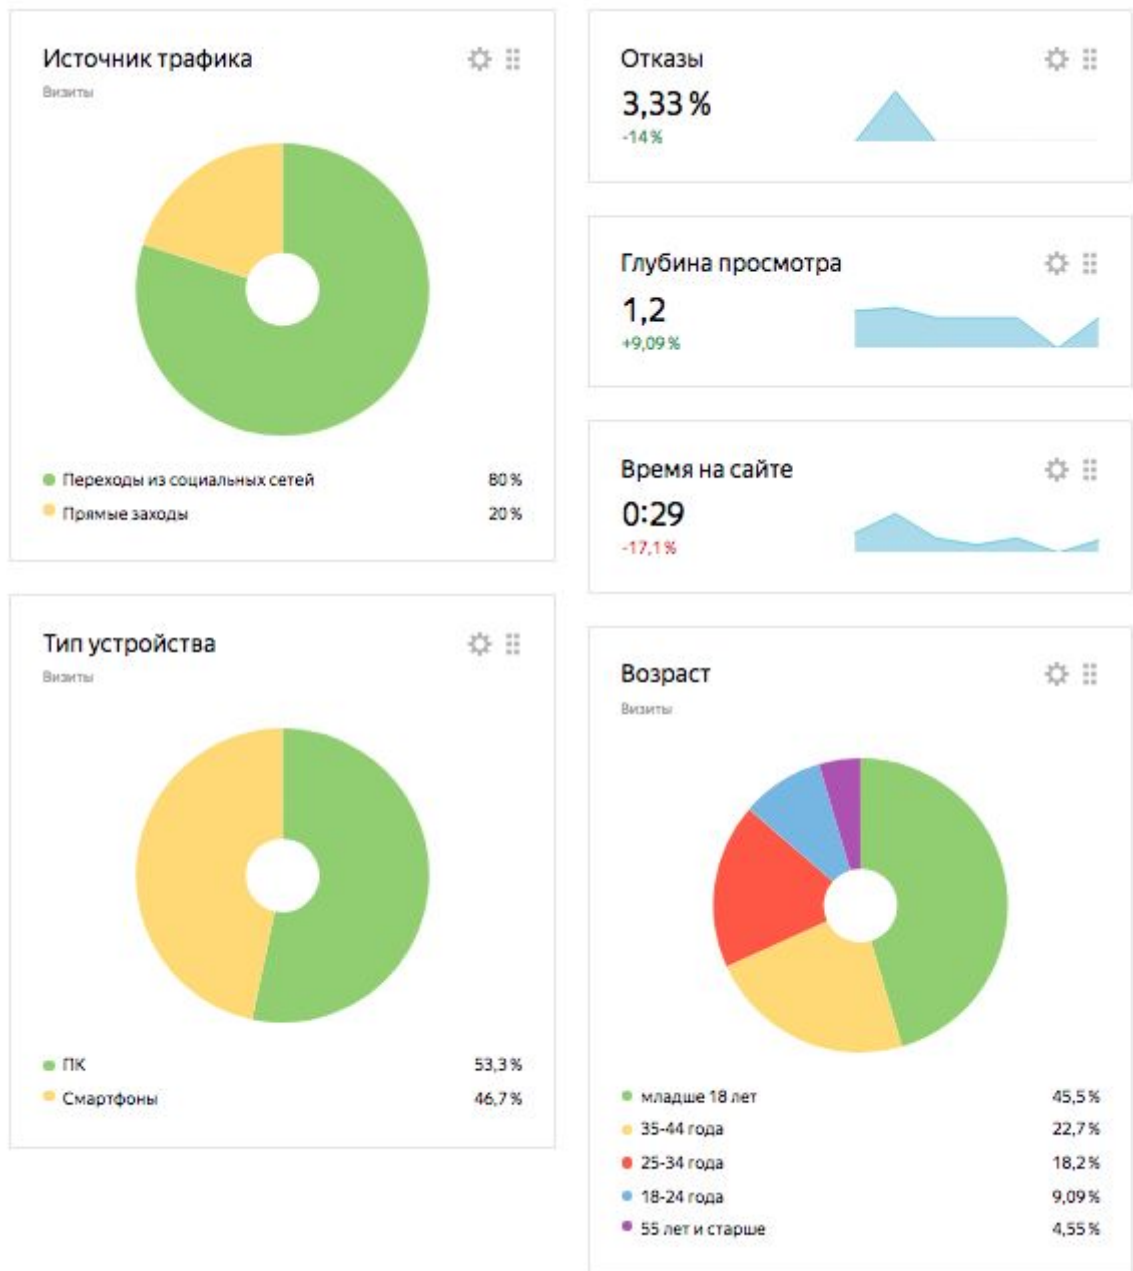 Источник трафика
Визиты
Переходы из социальных сетей 80 %
Прямые заходы 20 %
Тип устройства
Визиты
ПК 53,3 %
Смартфоны 46,7 %
Отказы
3,33 %
-14 %
Глубина просмотра
1,2
+9,09 %
Время на сайте
0:29
-17,1 %
Возраст
Визиты
младше 18 лет 45,5 %
35-44 года 22,7 %
25-34 года 18,2 %
18-24 года 9,09 %
55 лет и старше 4,55 %